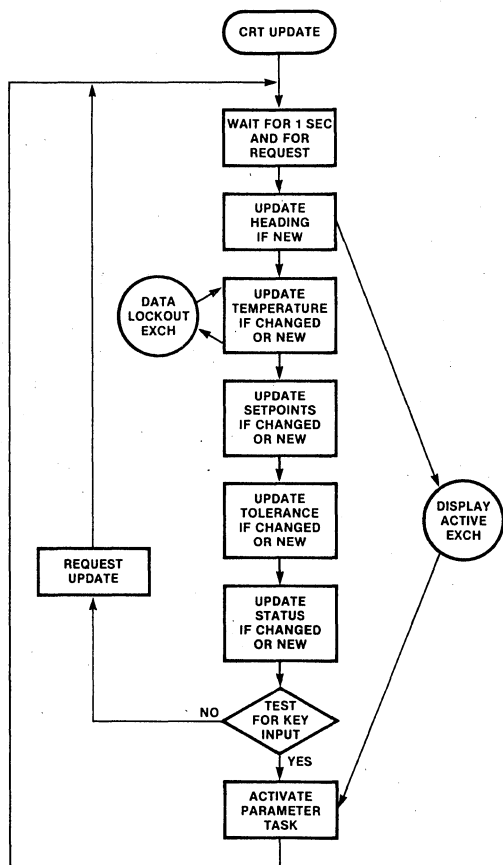 CRT UPDATE
WAIT FOR 1 SEC
AND FOR
REQUEST
UPDATE
HEADING
IF NEW
DATA
LOCKOUT
EXCH
UPDATE
TEMPERATURE
IF CHANGED
OR NEW
UPDATE
SETPOINTS
IF CHANGED
OR NEW
UPDATE
TOLERANCE
IF CHANGED
OR NEW
DISPLAY
ACTIVE
EXCH
REQUEST
UPDATE
UPDATE
STATUS
IF CHANGED
OR NEW
NO
TEST
FOR KEY
INPUT
YES
ACTIVATE
PARAMETER
TASK